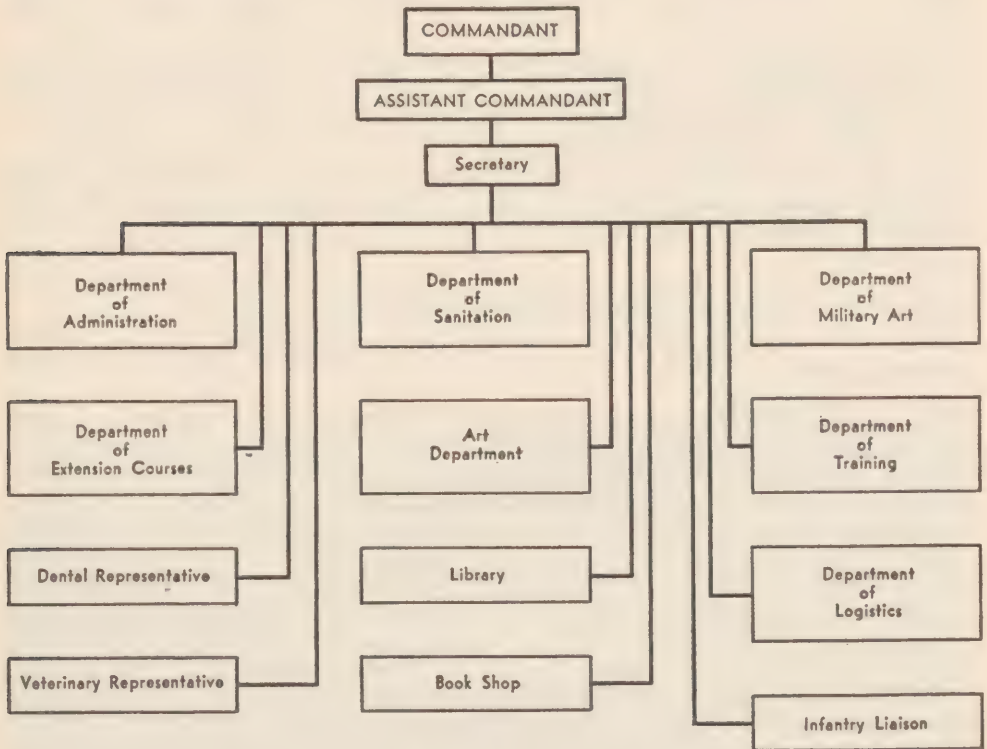 COMMANDANT
ASSISTANT COMMANDANT
Secretary
Department
of
Administration
Department
of
Sanitation
Department
of
Military Art
Department
of
Extension Courses
Art
Department
Department
of
Training
Dental Representative
Library
Department
of
Logistics
Veterinary Representative
Book Shop
Infantry Liaison